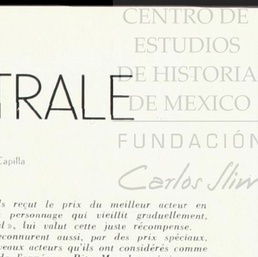 CENTRO DE
ESTUDIOS
DE HISTORIA
DE MEXICO
TRALE
FUNDACIÓN
Carlos Slim
Capilla
ls reçut le prix du meilleur acteur en
personnage qui vieillit graduellement,
», lui valut cette juste récompense.
econnurent aussi, par des prix spéciaux,
veaux acteurs qu'ils ont considérés comme